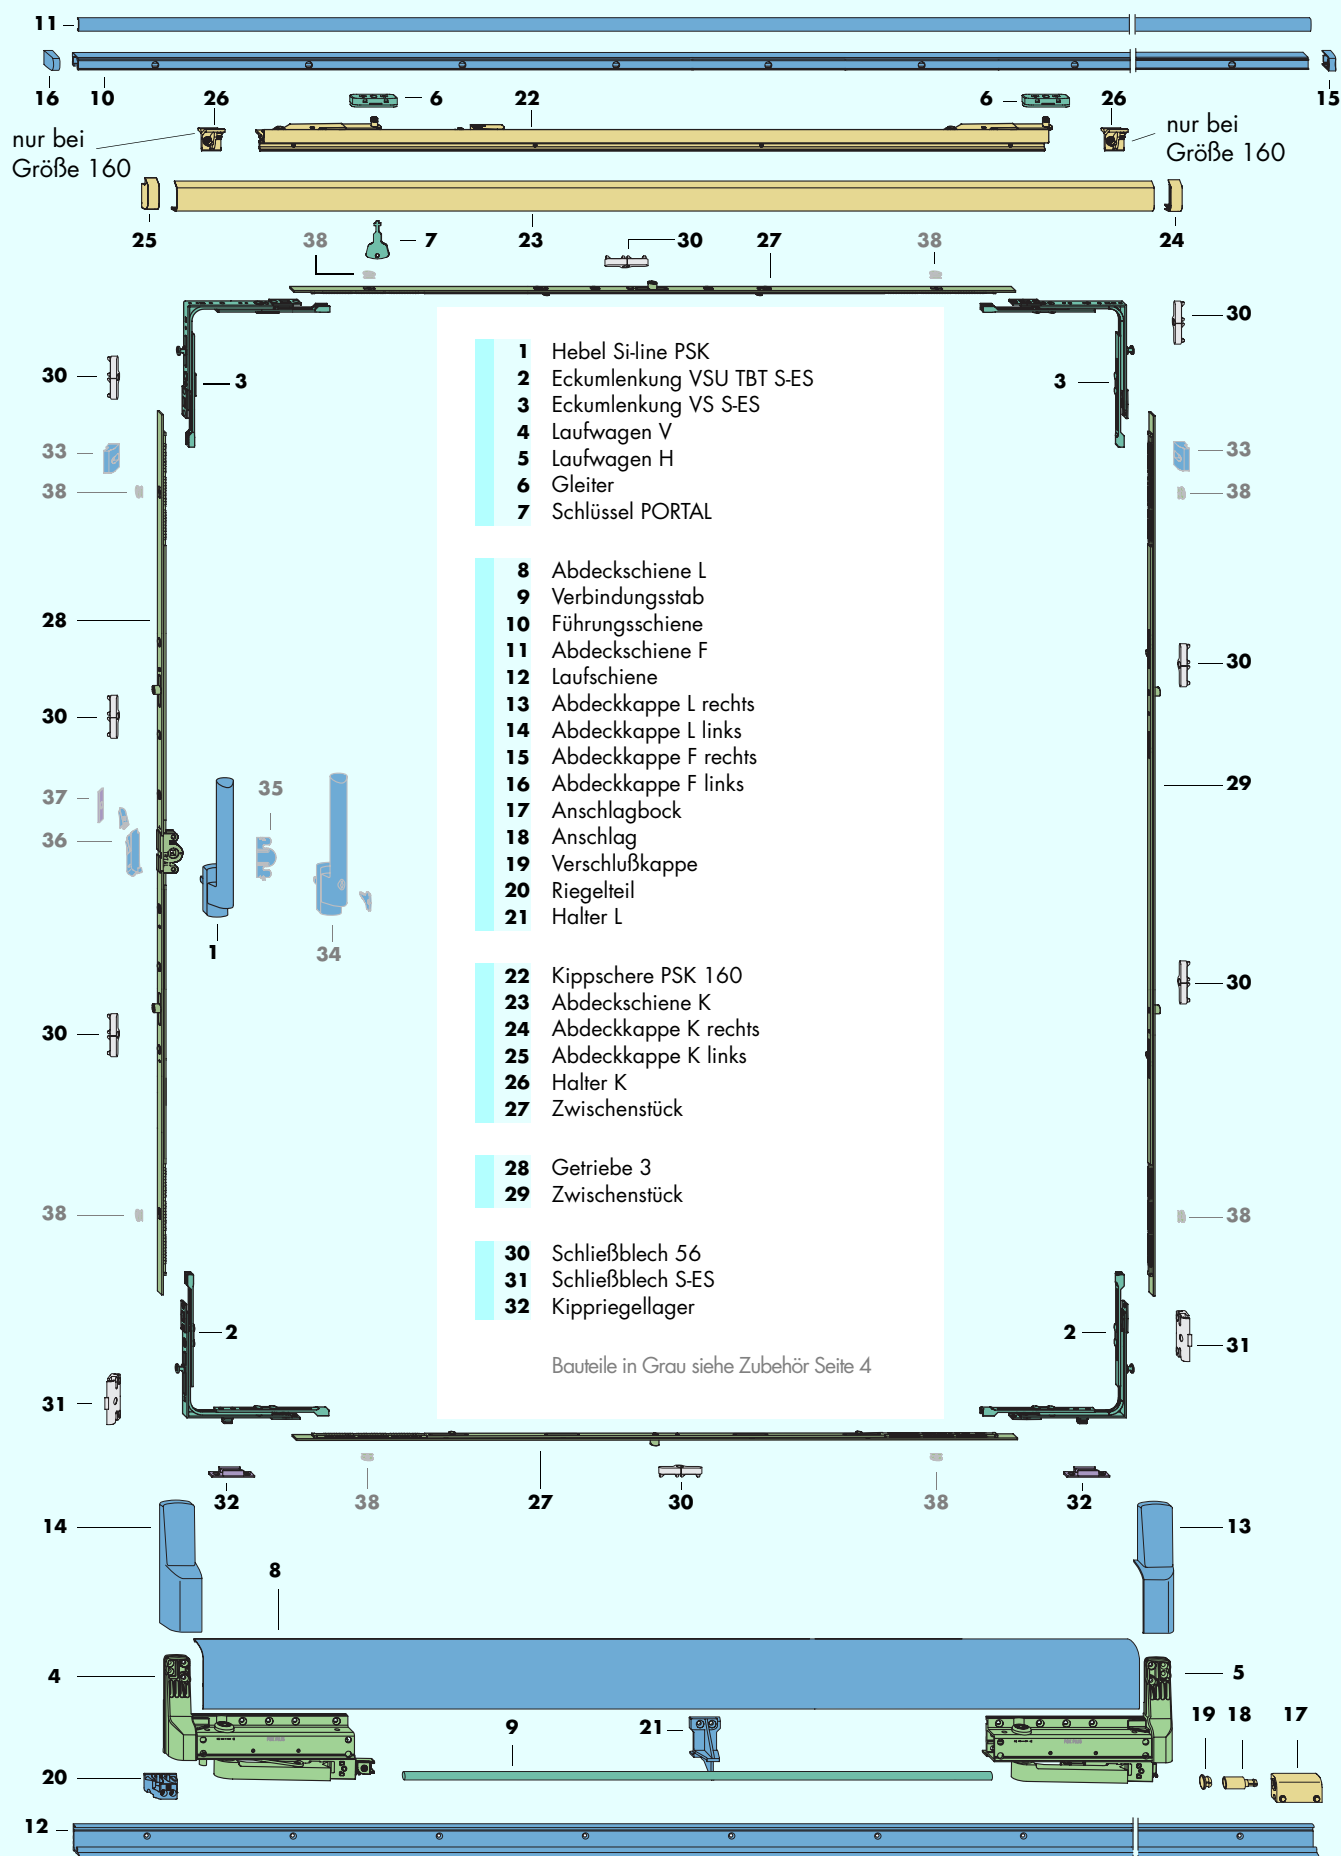 11
16
10
26
6
22
6
26
15
nur bei
Größe 160
nur bei
Größe 160
25
38
7
23
30
27
38
24
30
30
3
3
33
38
33
38
28
30
30
29
37
36
35
1
34
30
30
38
38
2
2
31
31
1 Hebel Si-line PSK
2 Eckumlenkung VSU TBT S-ES
3 Eckumlenkung VS S-ES
4 Laufwagen V
5 Laufwagen H
6 Gleiter
7 Schlüssel PORTAL
8 Abdeckschiene L
9 Verbindungsstab
10 Führungsschiene
11 Abdeckschiene F
12 Laufschiene
13 Abdeckkappe L rechts
14 Abdeckkappe L links
15 Abdeckkappe F rechts
16 Abdeckkappe F links
17 Anschlagbock
18 Anschlag
19 Verschlußkappe
20 Riegelteil
21 Halter L
22 Kippschere PSK 160
23 Abdeckschiene K
24 Abdeckkappe K rechts
25 Abdeckkappe K links
26 Halter K
27 Zwischenstück
28 Getriebe 3
29 Zwischenstück
30 Schließblech 56
31 Schließblech S-ES
32 Kippriegellager
Bauteile in Grau siehe Zubehör Seite 4
32
38
27
30
38
32
14
13
8
4
5
9
21
19
18
17
20
12